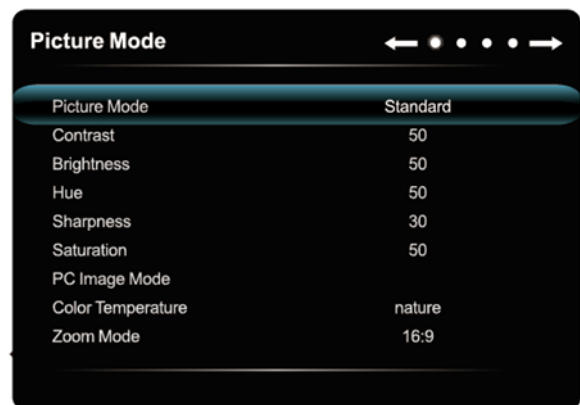 Picture Mode
Picture Mode Standard
Contrast 50
Brightness 50
Hue 50
Sharpness 30
Saturation 50
PC Image Mode
Color Temperature nature
Zoom Mode 16:9